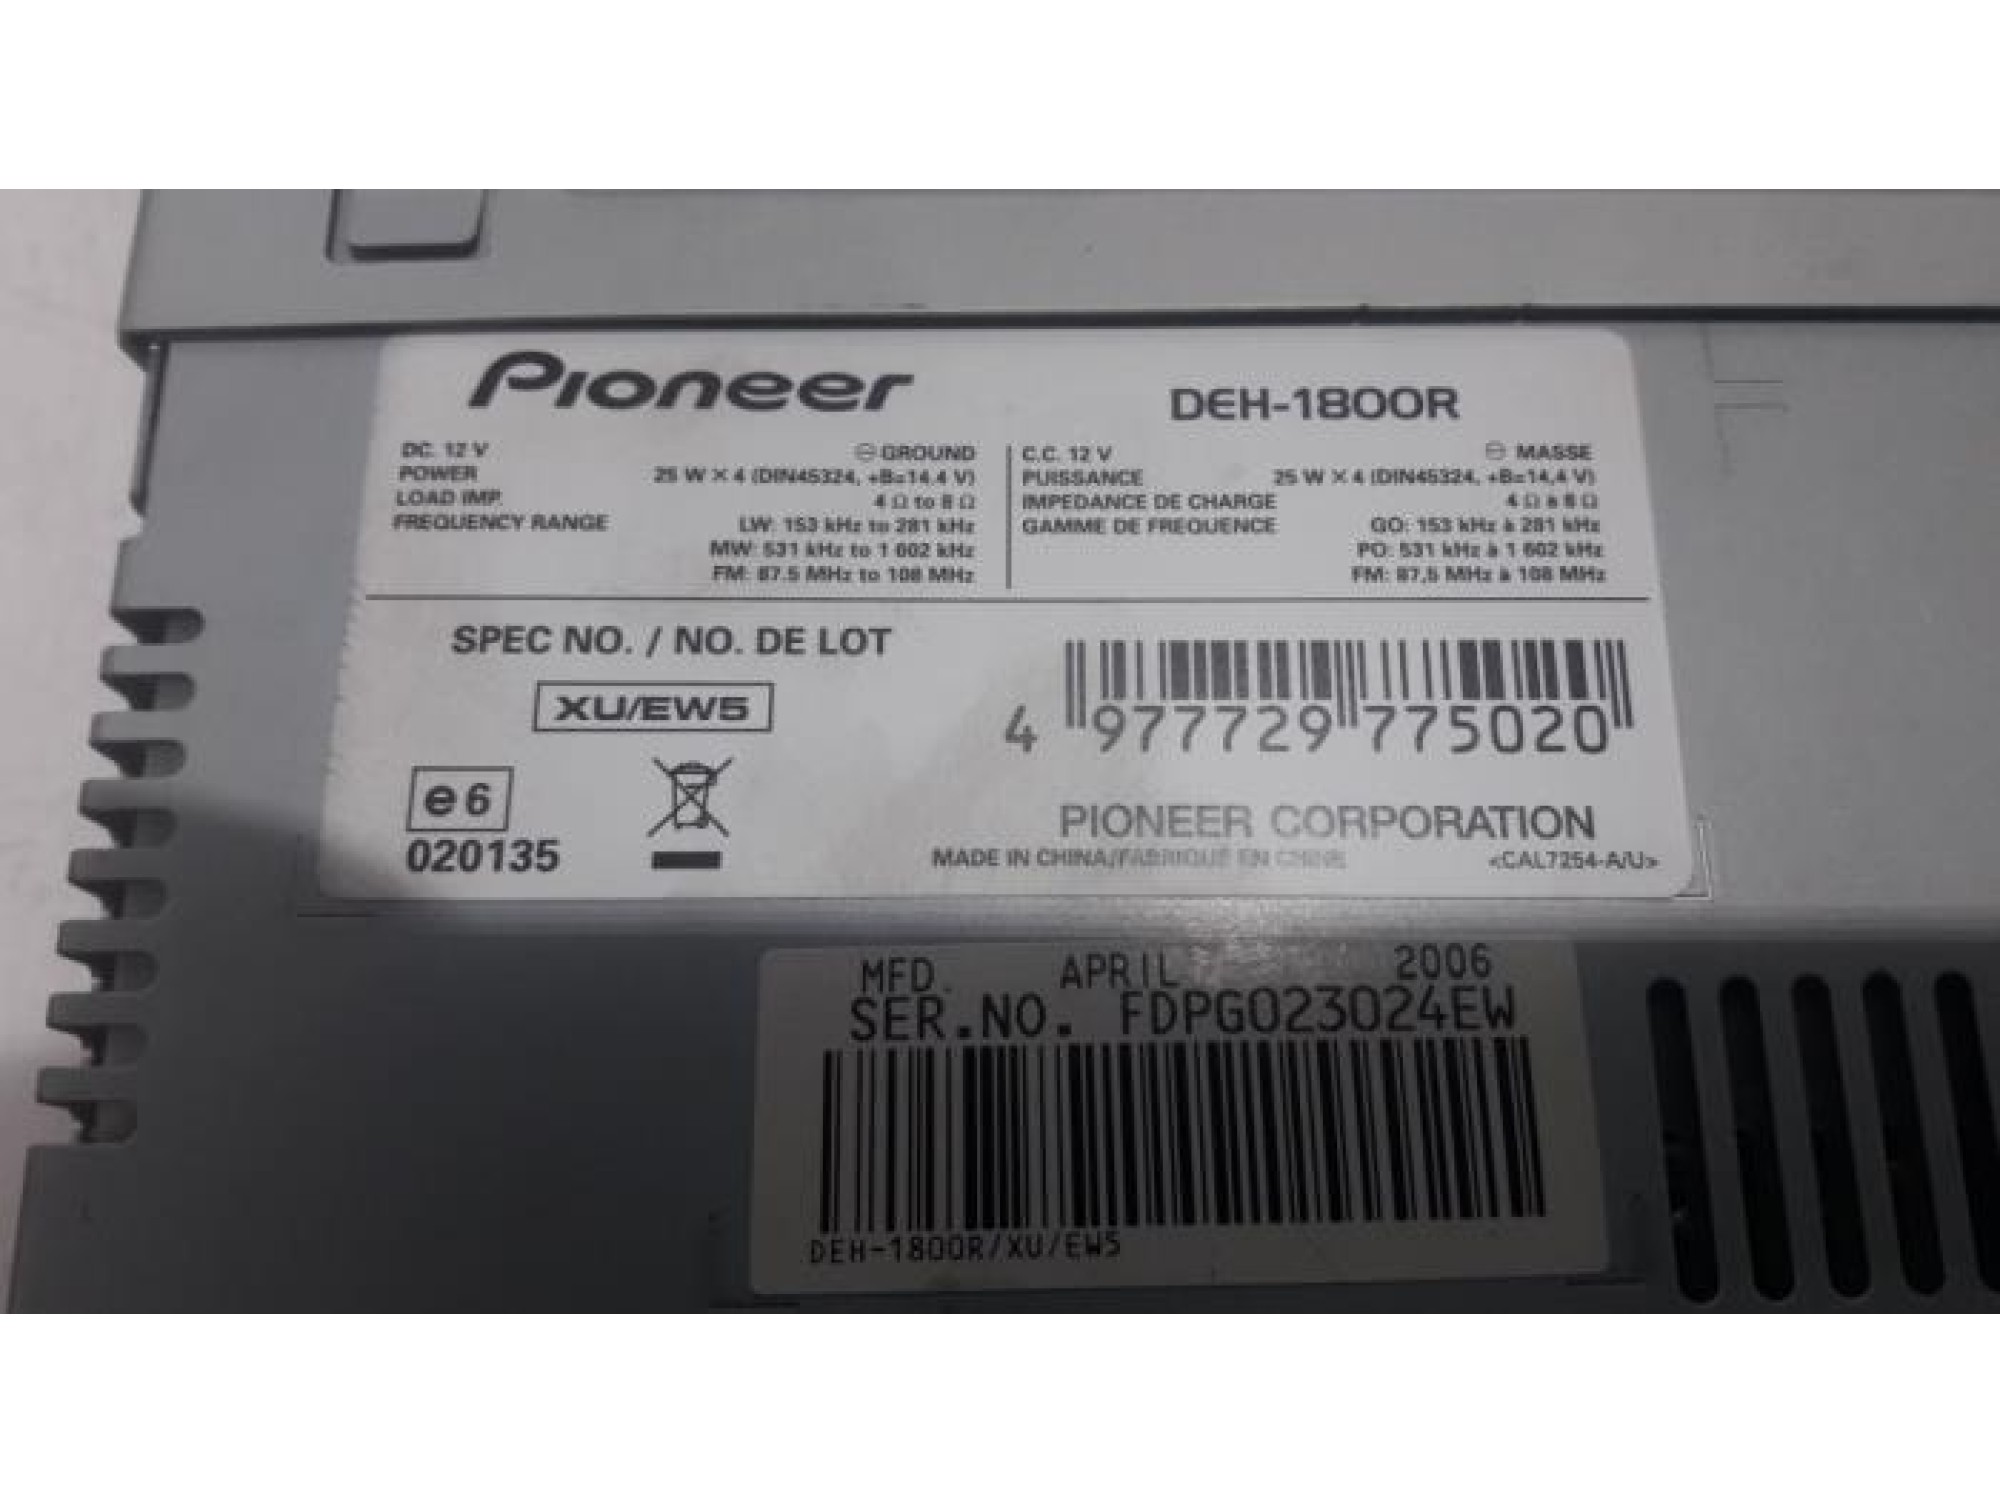 Pioneer DEH-1800R
DC. 12 V ⊖ GROUND
POWER 25 W X 4 (DIN45324, +B=14.4 V)
LOAD IMP. 4 Ω to 8 Ω
FREQUENCY RANGE LW: 153 kHz to 281 kHz
MW: 531 kHz to 1 602 kHz
FM: 87.5 MHz to 108 MHz
C.C. 12 V ⊖ MASSE
PUISSANCE 25 W X 4 (DIN45324, +B=14,4 V)
IMPEDANCE DE CHARGE 4 Ω à 8 Ω
GAMME DE FREQUENCE GO: 153 kHz à 281 kHz
PO: 531 kHz à 1 602 kHz
FM: 87,5 MHz à 108 MHz
SPEC NO. / NO. DE LOT
XU/EW5
e6
020135
4 977729 775020
PIONEER CORPORATION
MADE IN CHINA/FABRIQUE EN CHINE <CAL7254-A/U>
MFD. APRIL 2006
SER.NO. FDPG023024EW
DEH-1800R/XU/EW5